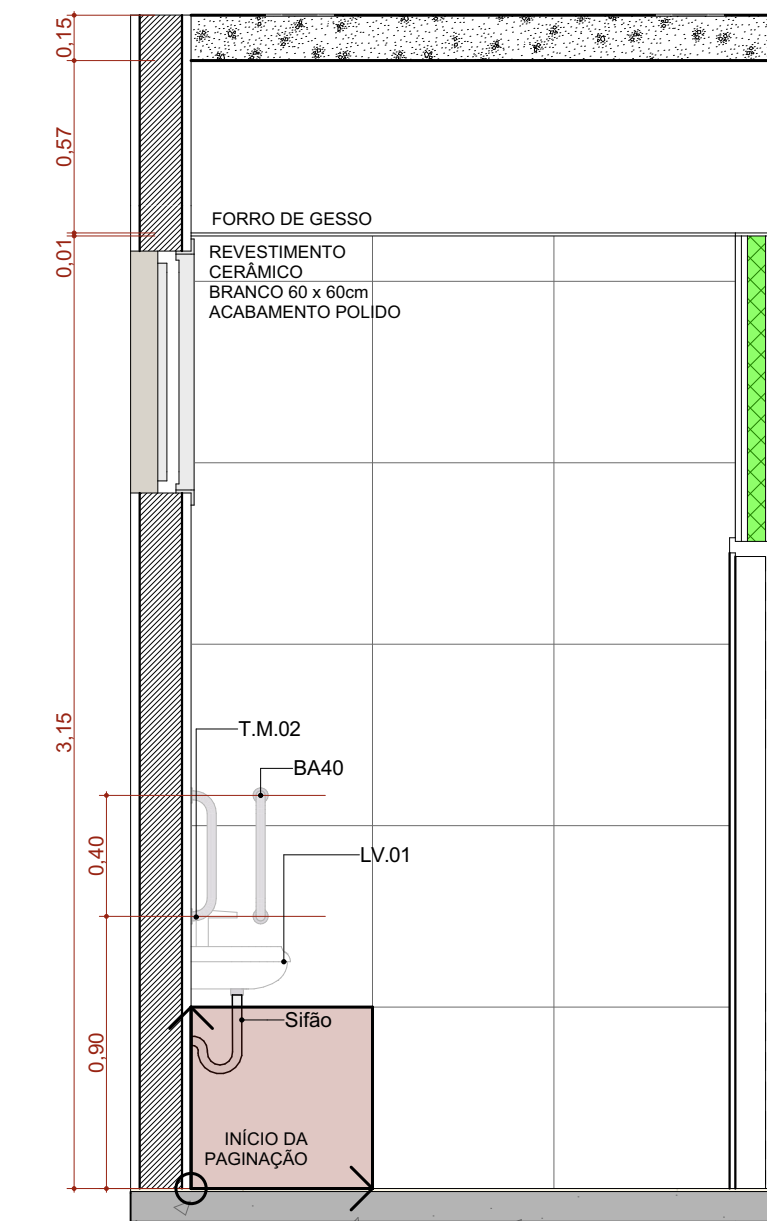 0,15
0,57
FORRO DE GESSO
0,01
REVESTIMENTO
CERÂMICO
BRANCO 60 x 60cm
ACABAMENTO POLIDO
3,15
T.M.02
BA40
0,40
LV.01
Sifão
0,90
INÍCIO DA
PAGINAÇÃO